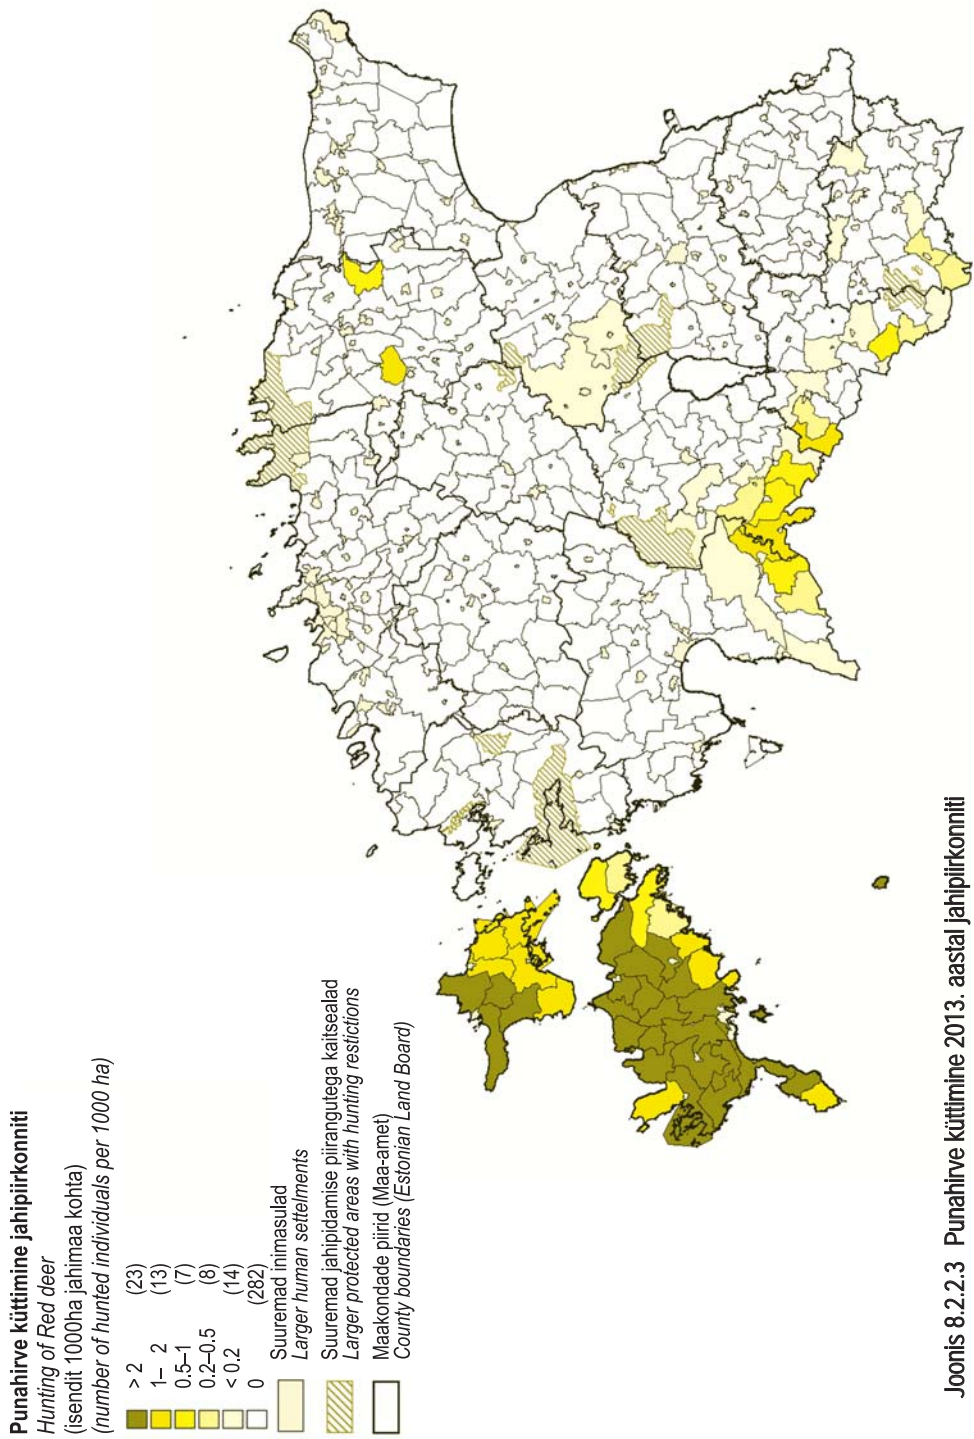 Punahirve küttimine jahipiirkonniti
Hunting of Red deer
(isendit 1000ha jahimaa kohta)
(number of hunted individuals per 1000 ha)
> 2 (23)
1– 2 (13)
0.5–1 (7)
0.2–0.5 (8)
< 0.2 (14)
0 (282)
Suuremad inimasulad
Larger human settelments
Suuremad jahipidamise piirangutega kaitsealad
Larger protected areas with hunting restictions
Maakondade piirid (Maa-amet)
County boundaries (Estonian Land Board)
Joonis 8.2.2.3 Punahirve küttimine 2013. aastal jahipiirkonniti